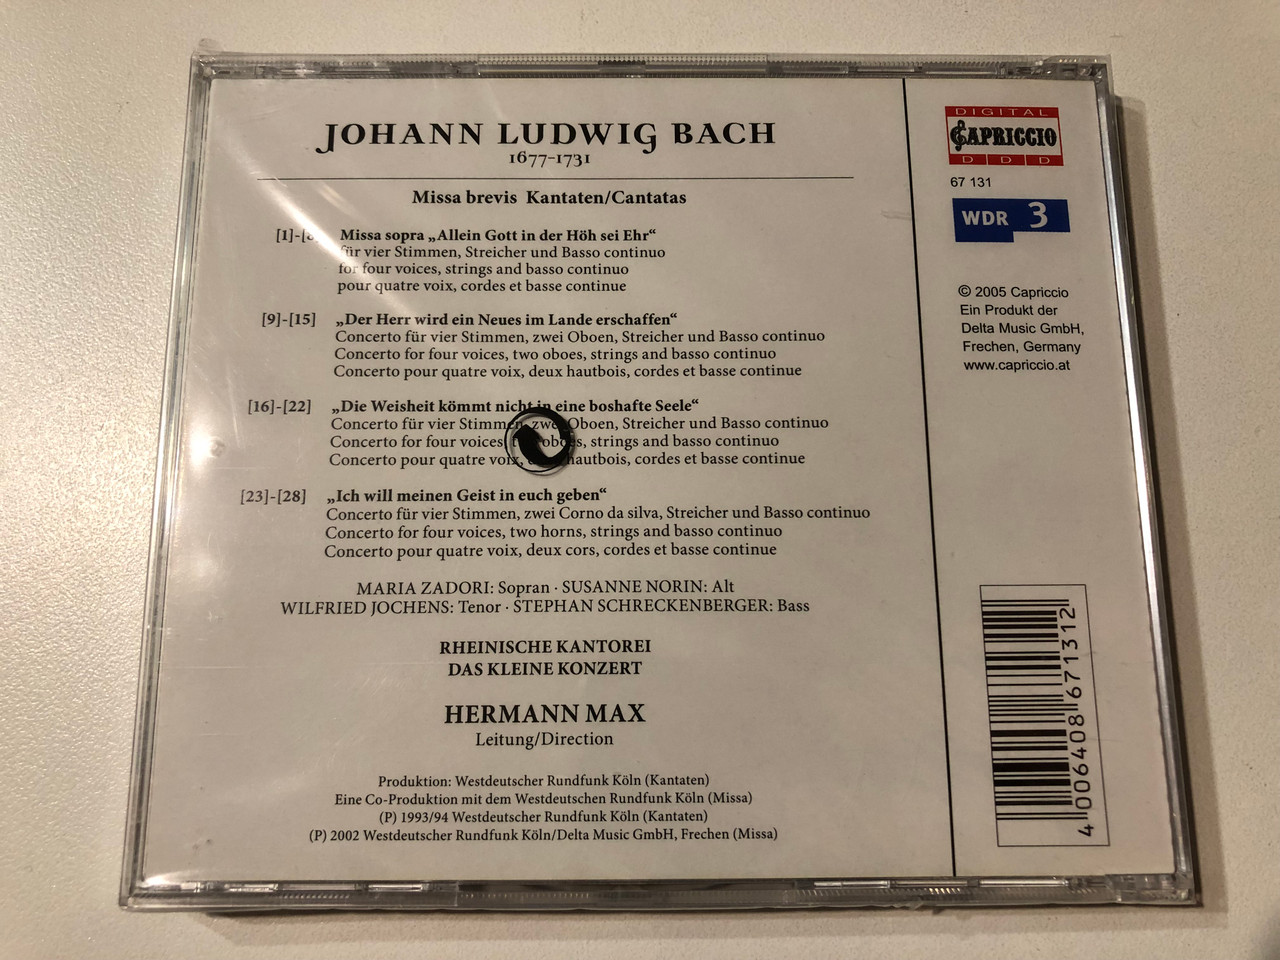 JOHANN LUDWIG BACH
1677-1731
Missa brevis Kantaten/Cantatas
[1]-[8] Missa sopra „Allein Gott in der Höh sei Ehr“
für vier Stimmen, Streicher und Basso continuo
for four voices, strings and basso continuo
pour quatre voix, cordes et basse continue
[9]-[15] „Der Herr wird ein Neues im Lande erschaffen“
Concerto für vier Stimmen, zwei Oboen, Streicher und Basso continuo
Concerto for four voices, two oboes, strings and basso continuo
Concerto pour quatre voix, deux hautbois, cordes et basse continue
[16]-[22] „Die Weisheit kömmt nicht in eine boshafte Seele“
Concerto für vier Stimmen, zwei Oboen, Streicher und Basso continuo
Concerto for four voices, two oboes, strings and basso continuo
Concerto pour quatre voix, deux hautbois, cordes et basse continue
[23]-[28] „Ich will meinen Geist in euch geben“
Concerto für vier Stimmen, zwei Corno da silva, Streicher und Basso continuo
Concerto for four voices, two horns, strings and basso continuo
Concerto pour quatre voix, deux cors, cordes et basse continue
MARIA ZADORI: Sopran · SUSANNE NORIN: Alt
WILFRIED JOCHENS: Tenor · STEPHAN SCHRECKENBERGER: Bass
RHEINISCHE KANTOREI
DAS KLEINE KONZERT
HERMANN MAX
Leitung/Direction
Produktion: Westdeutscher Rundfunk Köln (Kantaten)
Eine Co-Produktion mit dem Westdeutschen Rundfunk Köln (Missa)
(P) 1993/94 Westdeutscher Rundfunk Köln (Kantaten)
(P) 2002 Westdeutscher Rundfunk Köln/Delta Music GmbH, Frechen (Missa)
DIGITAL
CAPRICCIO
D D D
67 131
WDR 3
© 2005 Capriccio
Ein Produkt der
Delta Music GmbH,
Frechen, Germany
www.capriccio.at
4 006408 671312